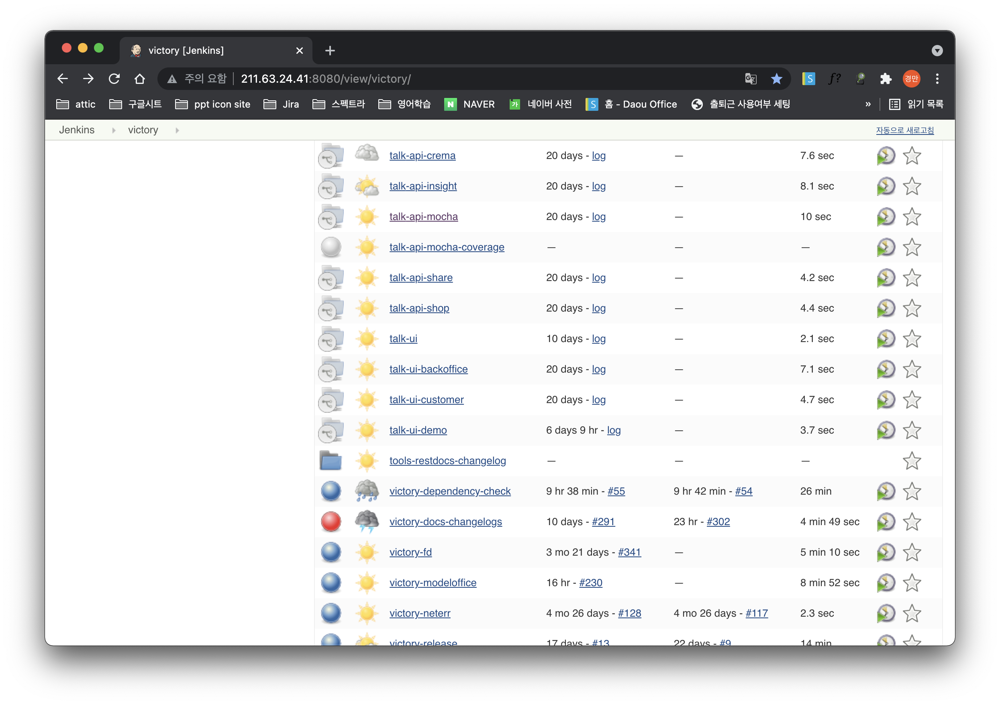 victory [Jenkins]
주의 요함 211.63.24.41:8080/view/victory/ 경만
attic 구글시트 ppt icon site Jira 스펙트라 영어학습 NAVER 네이버 사전 홈 - Daou Office 출퇴근 사용여부 세팅 » 읽기 목록
Jenkins victory 자동으로 새로고침
talk-api-crema 20 days - log — 7.6 sec
talk-api-insight 20 days - log — 8.1 sec
talk-api-mocha 20 days - log — 10 sec
talk-api-mocha-coverage — — —
talk-api-share 20 days - log — 4.2 sec
talk-api-shop 20 days - log — 4.4 sec
talk-ui 10 days - log — 2.1 sec
talk-ui-backoffice 20 days - log — 7.1 sec
talk-ui-customer 20 days - log — 4.7 sec
talk-ui-demo 6 days 9 hr - log — 3.7 sec
tools-restdocs-changelog — — —
victory-dependency-check 9 hr 38 min - #55 9 hr 42 min - #54 26 min
victory-docs-changelogs 10 days - #291 23 hr - #302 4 min 49 sec
victory-fd 3 mo 21 days - #341 — 5 min 10 sec
victory-modeloffice 16 hr - #230 — 8 min 52 sec
victory-neterr 4 mo 26 days - #128 4 mo 26 days - #117 2.3 sec
victory-release 17 days - #13 22 days - #9 14 min